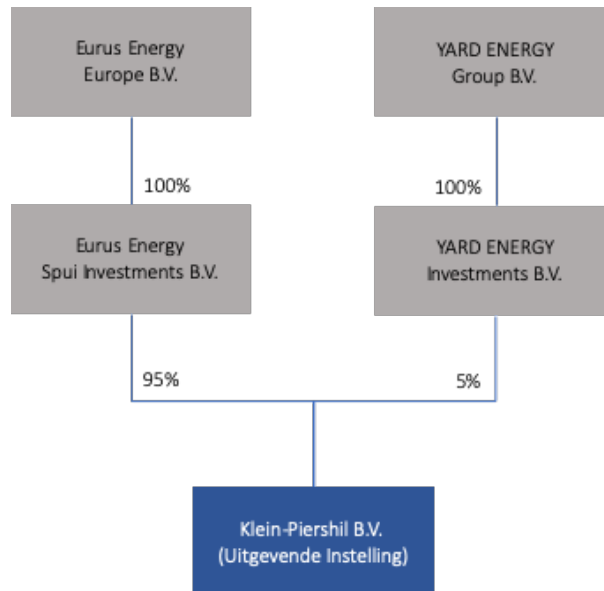 Eurus Energy
Europe B.V.
YARD ENERGY
Group B.V.
100%
100%
Eurus Energy
Spui Investments B.V.
YARD ENERGY
Investments B.V.
95%
5%
Klein-Piershil B.V.
(Uitgevende Instelling)